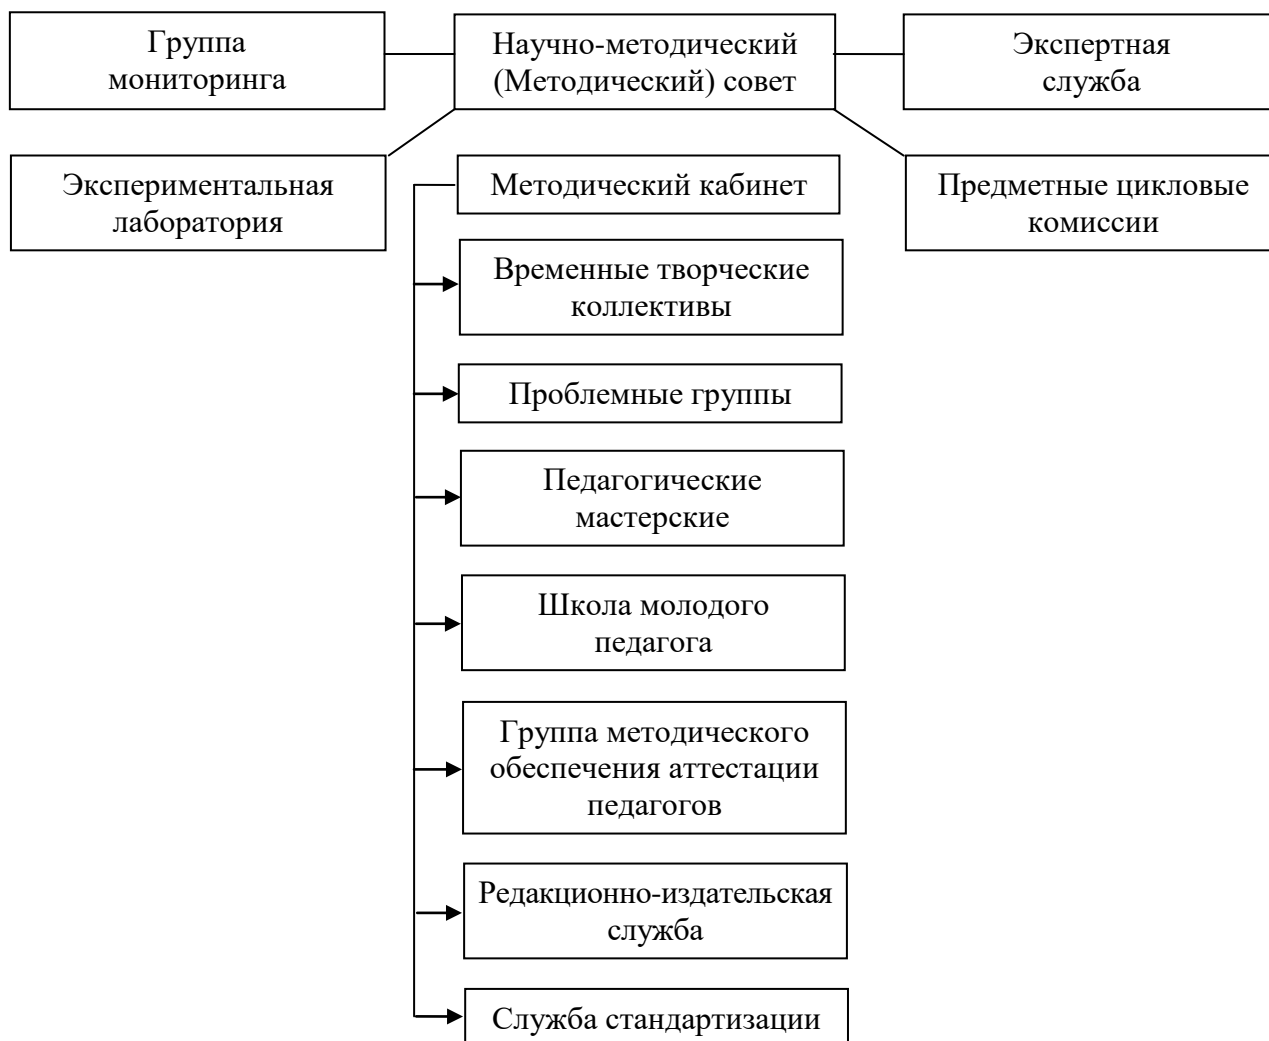 Группа
мониторинга
Научно-методический
(Методический) совет
Экспертная
служба
Экспериментальная
лаборатория
Методический кабинет
Предметные цикловые
комиссии
Временные творческие
коллективы
Проблемные группы
Педагогические
мастерские
Школа молодого
педагога
Группа методического
обеспечения аттестации
педагогов
Редакционно-издательская
служба
Служба стандартизации